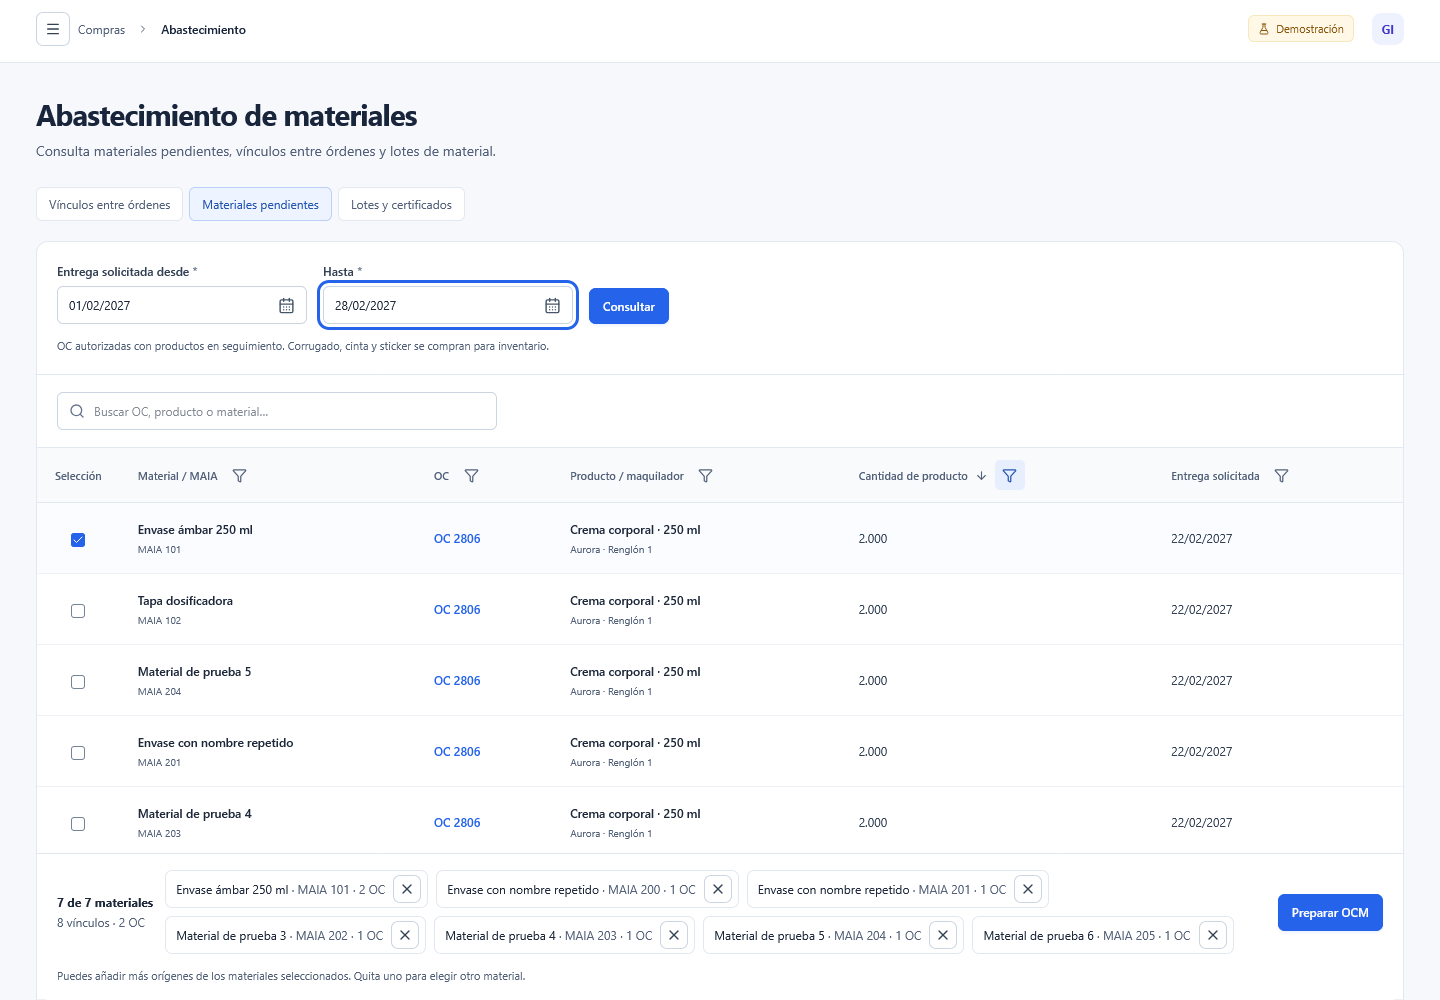 Compras
Abastecimiento
Demostración
GI
Abastecimiento de materiales
Consulta materiales pendientes, vínculos entre órdenes y lotes de material.
Vínculos entre órdenes
Materiales pendientes
Lotes y certificados
Entrega solicitada desde *
Hasta *
01/02/2027
28/02/2027
Consultar
OC autorizadas con productos en seguimiento. Corrugado, cinta y sticker se compran para inventario.
Buscar OC, producto o material...
Selección
Material / MAIA
OC
Producto / maquilador
Cantidad de producto
Entrega solicitada
Envase ámbar 250 ml
MAIA 101
OC 2806
Crema corporal · 250 ml
Aurora · Renglón 1
2.000
22/02/2027
Tapa dosificadora
MAIA 102
OC 2806
Crema corporal · 250 ml
Aurora · Renglón 1
2.000
22/02/2027
Material de prueba 5
MAIA 204
OC 2806
Crema corporal · 250 ml
Aurora · Renglón 1
2.000
22/02/2027
Envase con nombre repetido
MAIA 201
OC 2806
Crema corporal · 250 ml
Aurora · Renglón 1
2.000
22/02/2027
Material de prueba 4
MAIA 203
OC 2806
Crema corporal · 250 ml
Aurora · Renglón 1
2.000
22/02/2027
7 de 7 materiales
8 vínculos · 2 OC
Envase ámbar 250 ml · MAIA 101 · 2 OC
Envase con nombre repetido · MAIA 200 · 1 OC
Envase con nombre repetido · MAIA 201 · 1 OC
Material de prueba 3 · MAIA 202 · 1 OC
Material de prueba 4 · MAIA 203 · 1 OC
Material de prueba 5 · MAIA 204 · 1 OC
Material de prueba 6 · MAIA 205 · 1 OC
Preparar OCM
Puedes añadir más orígenes de los materiales seleccionados. Quita uno para elegir otro material.